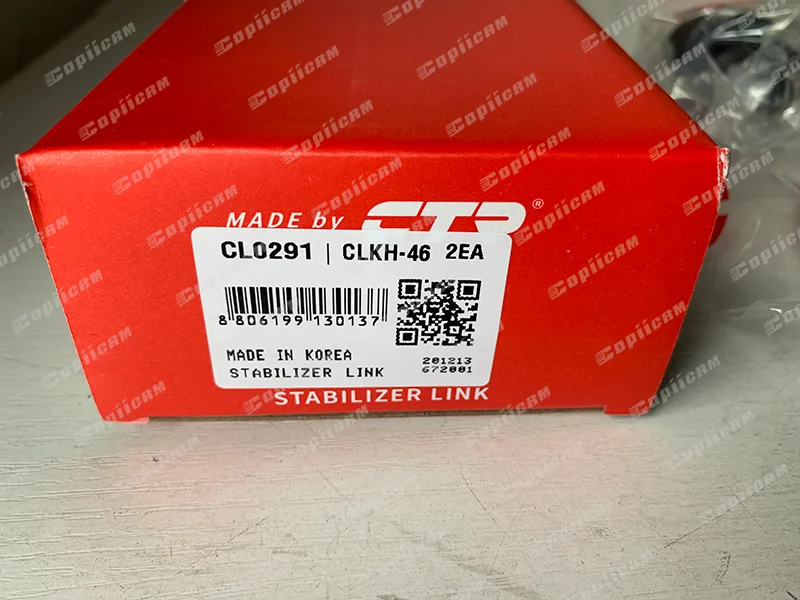 MADE by CTR®
CL0291 | CLKH-46 2EA
8 806199 130137
MADE IN KOREA
STABILIZER LINK
201213
672001
STABILIZER LINK
Copiicam